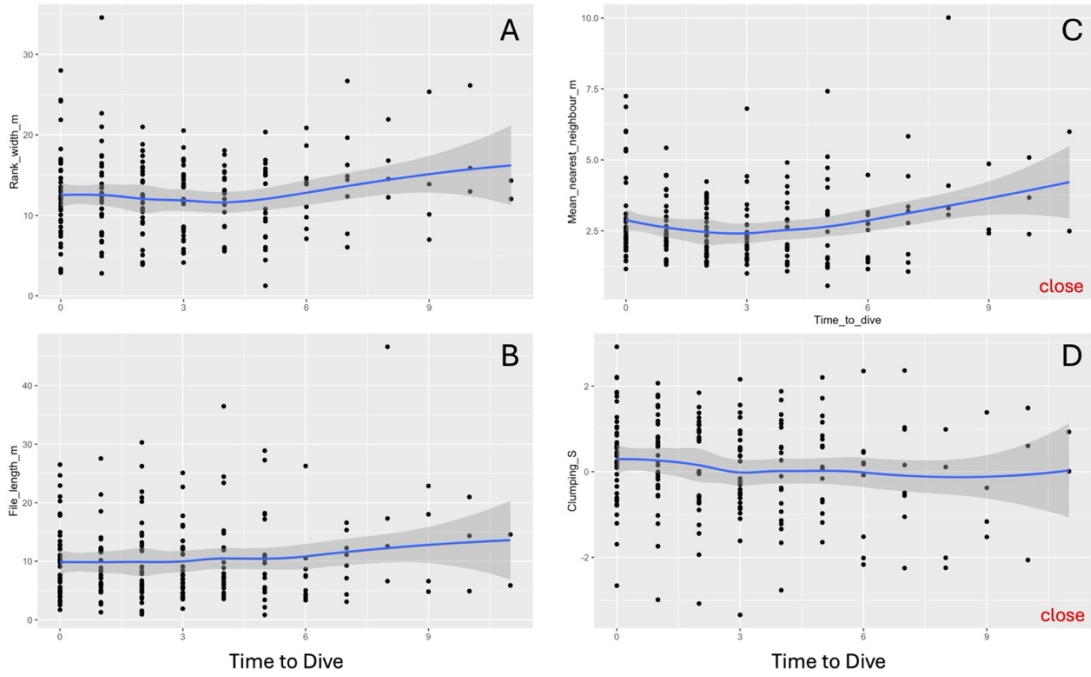 A
Rank_width_m
30
20
10
0
0
3
6
9
B
File_length_m
40
30
20
10
0
0
3
6
9
Time to Dive
C
Mean_nearest_neighbour_m
10.0
7.5
5.0
2.5
close
0
3
6
9
Time_to_dive
D
Clumping_S
2
0
-2
close
0
3
6
9
Time to Dive